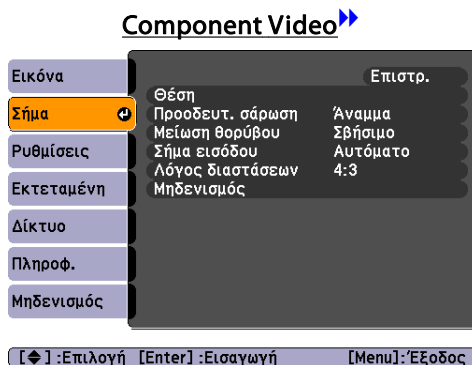 Component Video
Εικόνα
Σήμα
Ρυθμίσεις
Εκτεταμένη
Δίκτυο
Πληροφ.
Μηδενισμός
Επιστρ.
Θέση
Προοδευτ. σάρωση Άναμμα
Μείωση θορύβου Σβήσιμο
Σήμα εισόδου Αυτόματο
Λόγος διαστάσεων 4:3
Μηδενισμός
[ ] :Επιλογή [Enter] :Εισαγωγή [Menu]:Έξοδος